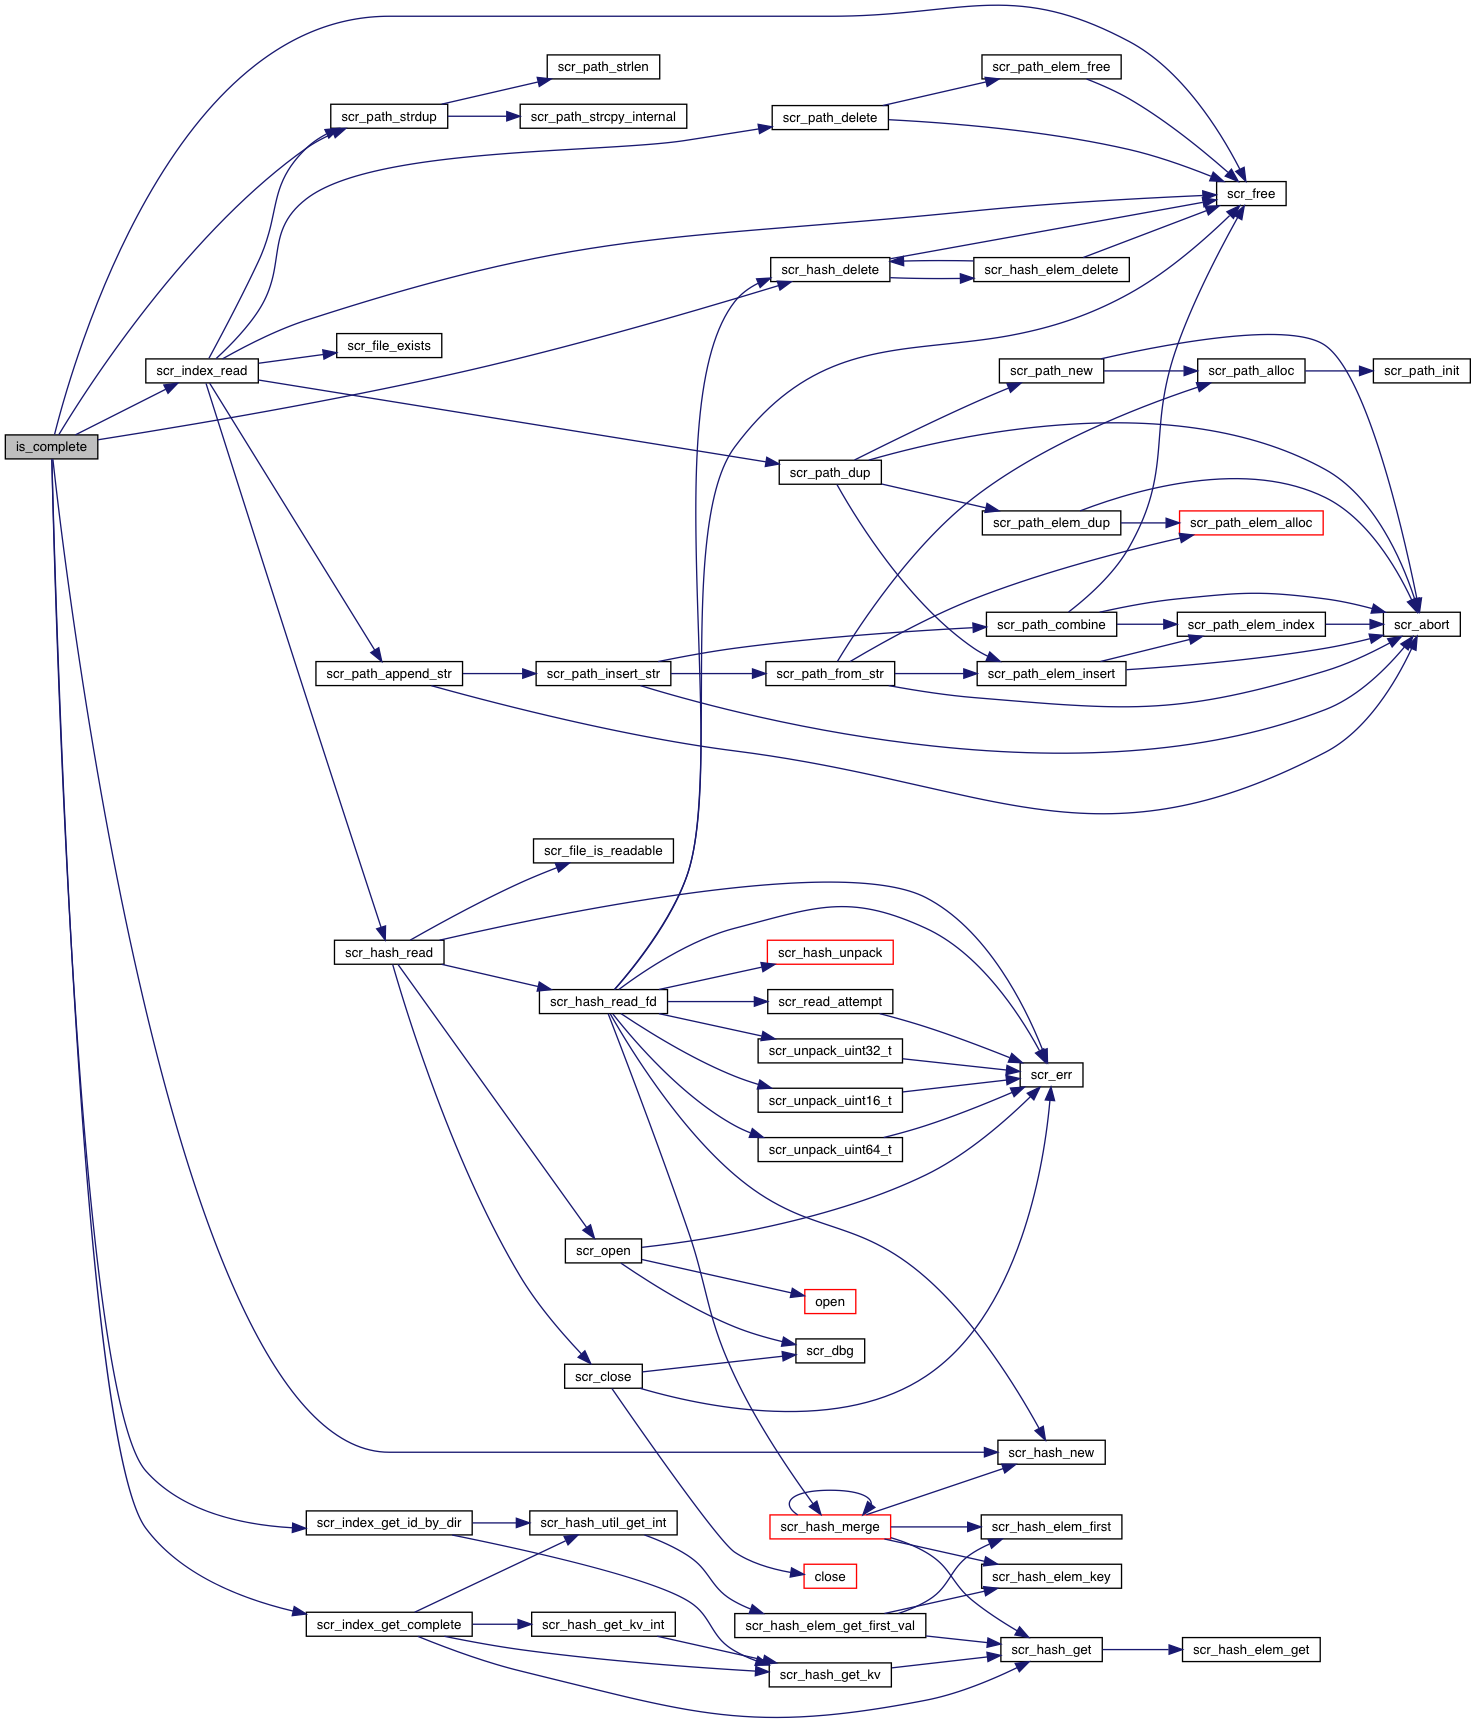 scr_path_strlen
scr_path_elem_free
scr_path_strdup
scr_path_strcpy_internal
scr_path_delete
scr_free
scr_hash_delete
scr_hash_elem_delete
scr_file_exists
scr_index_read
scr_path_new
scr_path_alloc
scr_path_init
is_complete
scr_path_dup
scr_path_elem_dup
scr_path_elem_alloc
scr_path_combine
scr_path_elem_index
scr_abort
scr_path_append_str
scr_path_insert_str
scr_path_from_str
scr_path_elem_insert
scr_file_is_readable
scr_hash_read
scr_hash_unpack
scr_hash_read_fd
scr_read_attempt
scr_unpack_uint32_t
scr_err
scr_unpack_uint16_t
scr_unpack_uint64_t
scr_open
open
scr_dbg
scr_close
scr_hash_new
scr_index_get_id_by_dir
scr_hash_util_get_int
scr_hash_merge
scr_hash_elem_first
close
scr_hash_elem_key
scr_index_get_complete
scr_hash_get_kv_int
scr_hash_elem_get_first_val
scr_hash_get
scr_hash_elem_get
scr_hash_get_kv